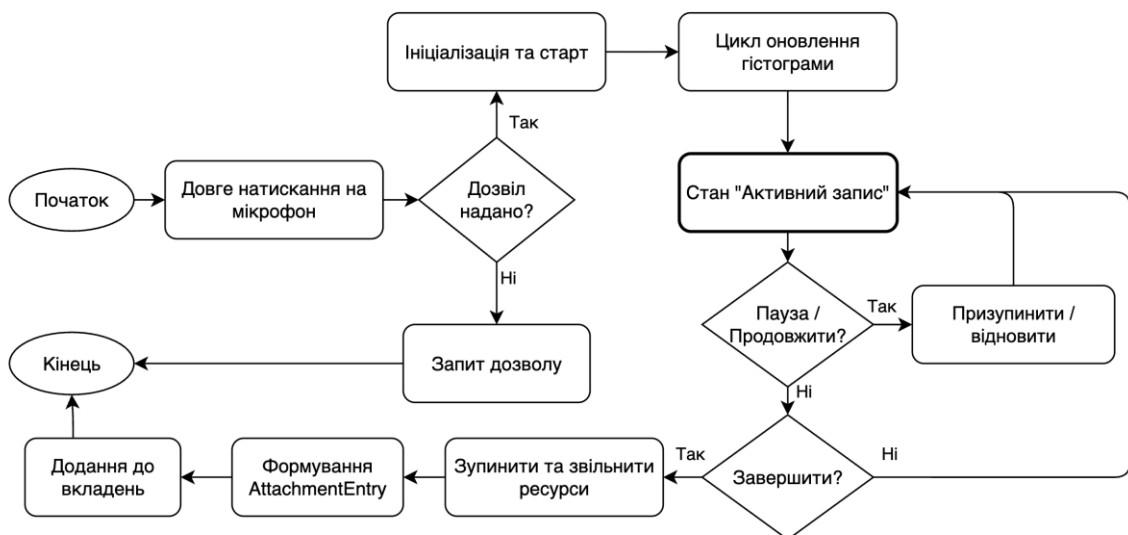 Ініціалізація та старт
Цикл оновлення
гістограми
Так
Початок
Довге натискання на
мікрофон
Дозвіл
надано?
Стан "Активний запис"
Ні
Пауза /
Продовжити?
Так
Призупинити /
відновити
Кінець
Запит дозволу
Ні
Додання до
вкладень
Формування
AttachmentEntry
Зупинити та звільнити
ресурси
Так
Завершити?
Ні